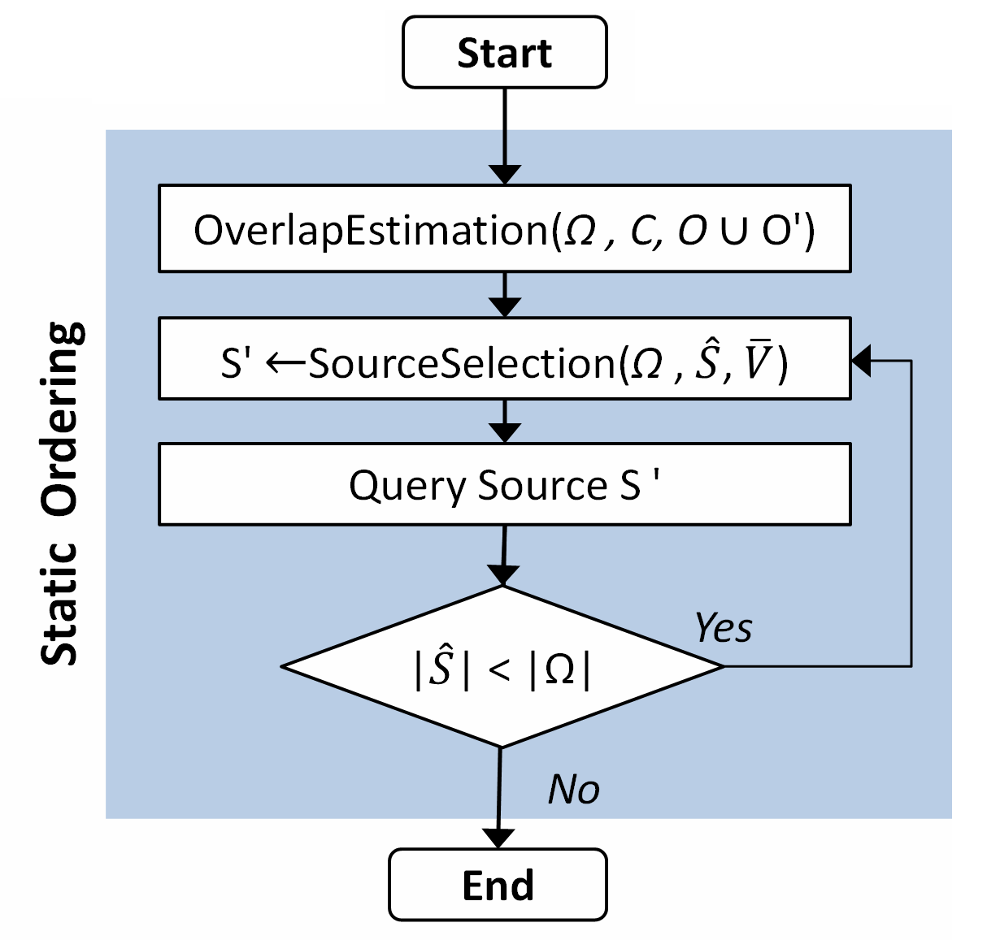 Start
OverlapEstimation(Ω , C, O ∪ O')
S' ←SourceSelection(Ω , Ŝ, V̅ )
Query Source S '
|Ŝ| < |Ω|
Yes
No
End
Static Ordering